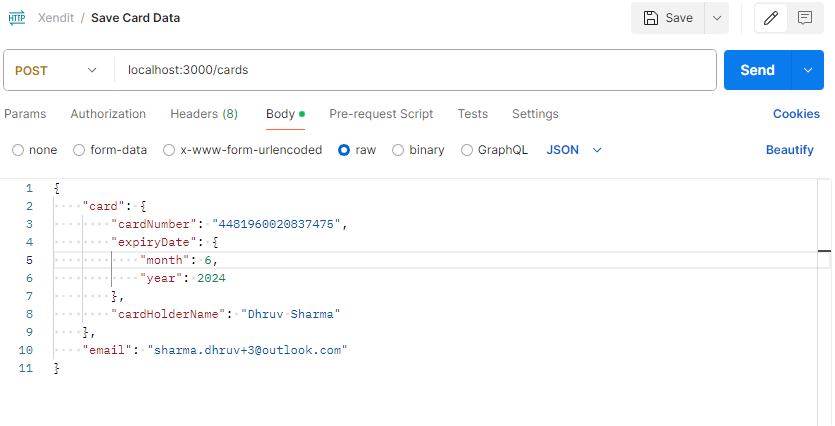 HTTP Xendit / Save Card Data Save
POST localhost:3000/cards Send
Params Authorization Headers (8) Body Pre-request Script Tests Settings Cookies
none form-data x-www-form-urlencoded raw binary GraphQL JSON Beautify
1 {
2 "card": {
3 "cardNumber": "4481960020837475",
4 "expiryDate": {
5 "month": 6,
6 "year": 2024
7 },
8 "cardHolderName": "Dhruv Sharma"
9 },
10 "email": "sharma.dhruv+3@outlook.com"
11 }